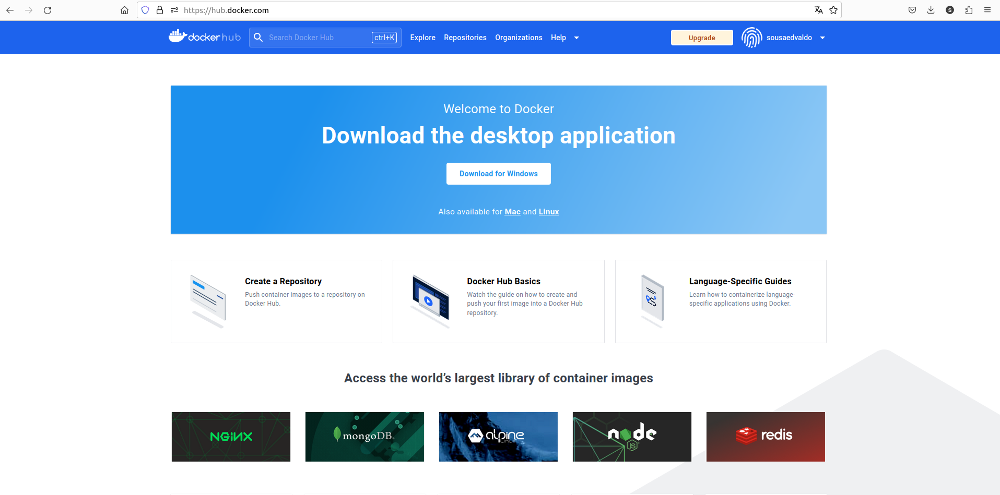 https://hub.docker.com
S
docker hub
Search Docker Hub
ctrl+K
Explore
Repositories
Organizations
Help
Upgrade
sousaedvaldo
Welcome to Docker
Download the desktop application
Download for Windows
Also available for Mac and Linux
Create a Repository
Push container images to a repository on
Docker Hub.
Docker Hub Basics
Watch the guide on how to create and
push your first image into a Docker Hub
repository.
Language-Specific Guides
Learn how to containerize language-
specific applications using Docker.
Access the world’s largest library of container images
NGINX
mongoDB
alpine
Linux
node
JS
redis